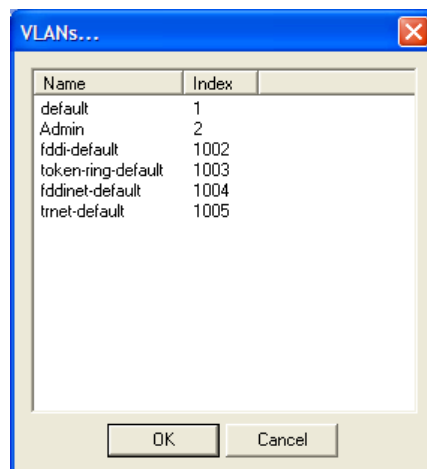 VLANs...
Name Index
default 1
Admin 2
fddi-default 1002
token-ring-default 1003
fddinet-default 1004
trnet-default 1005
OK Cancel